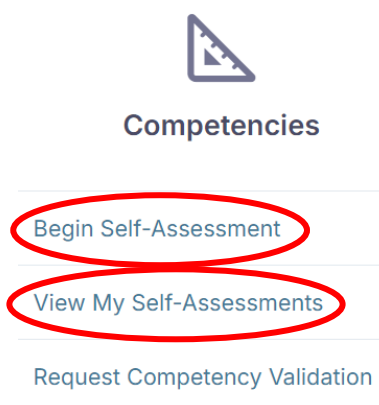 Competencies
Begin Self-Assessment
View My Self-Assessments
Request Competency Validation